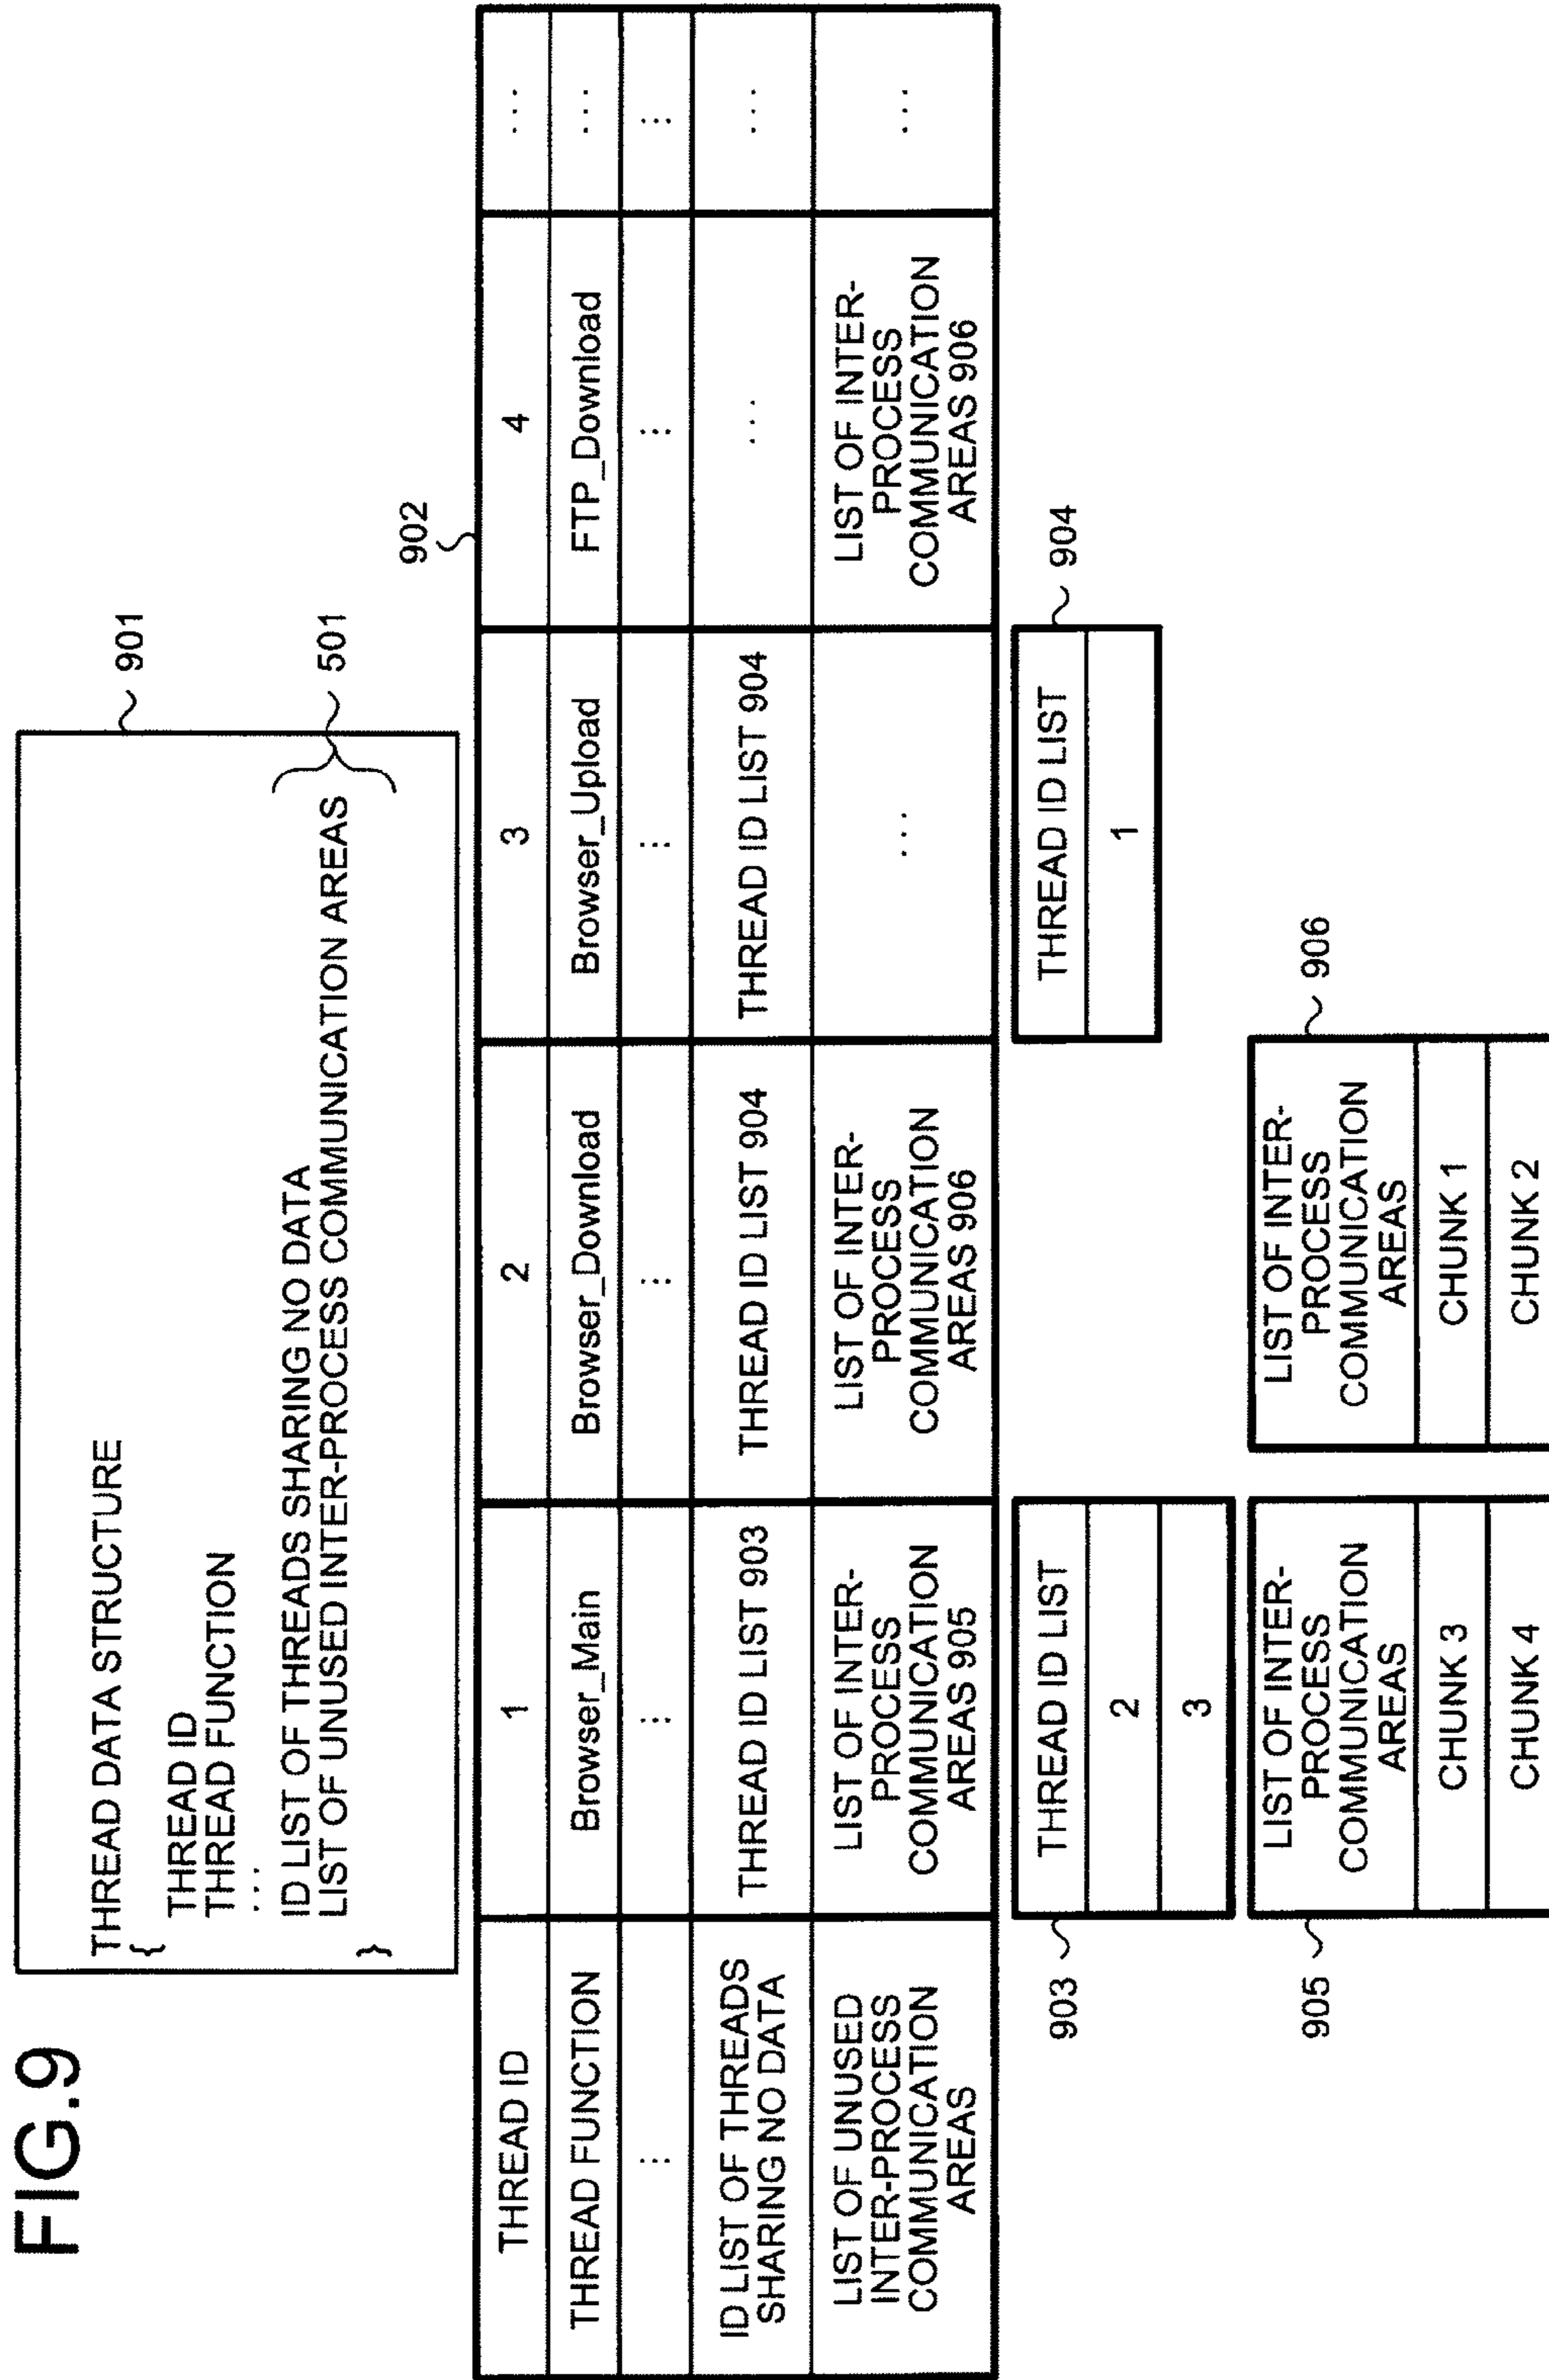 FIG.9
901
THREAD DATA STRUCTURE
{
THREAD ID
THREAD FUNCTION
...
ID LIST OF THREADS SHARING NO DATA
LIST OF UNUSED INTER-PROCESS COMMUNICATION AREAS
}
501
902
THREAD ID
1
2
3
4
...
THREAD FUNCTION
Browser_Main
Browser_Download
Browser_Upload
FTP_Download
...
...
...
...
...
...
...
ID LIST OF THREADS
SHARING NO DATA
THREAD ID LIST 903
THREAD ID LIST 904
THREAD ID LIST 904
...
...
LIST OF UNUSED
INTER-PROCESS
COMMUNICATION
AREAS
LIST OF INTER-
PROCESS
COMMUNICATION
AREAS 905
LIST OF INTER-
PROCESS
COMMUNICATION
AREAS 906
...
LIST OF INTER-
PROCESS
COMMUNICATION
AREAS 906
...
903
THREAD ID LIST
2
3
THREAD ID LIST
1
904
905
LIST OF INTER-
PROCESS
COMMUNICATION
AREAS
CHUNK 3
CHUNK 4
LIST OF INTER-
PROCESS
COMMUNICATION
AREAS
CHUNK 1
CHUNK 2
906